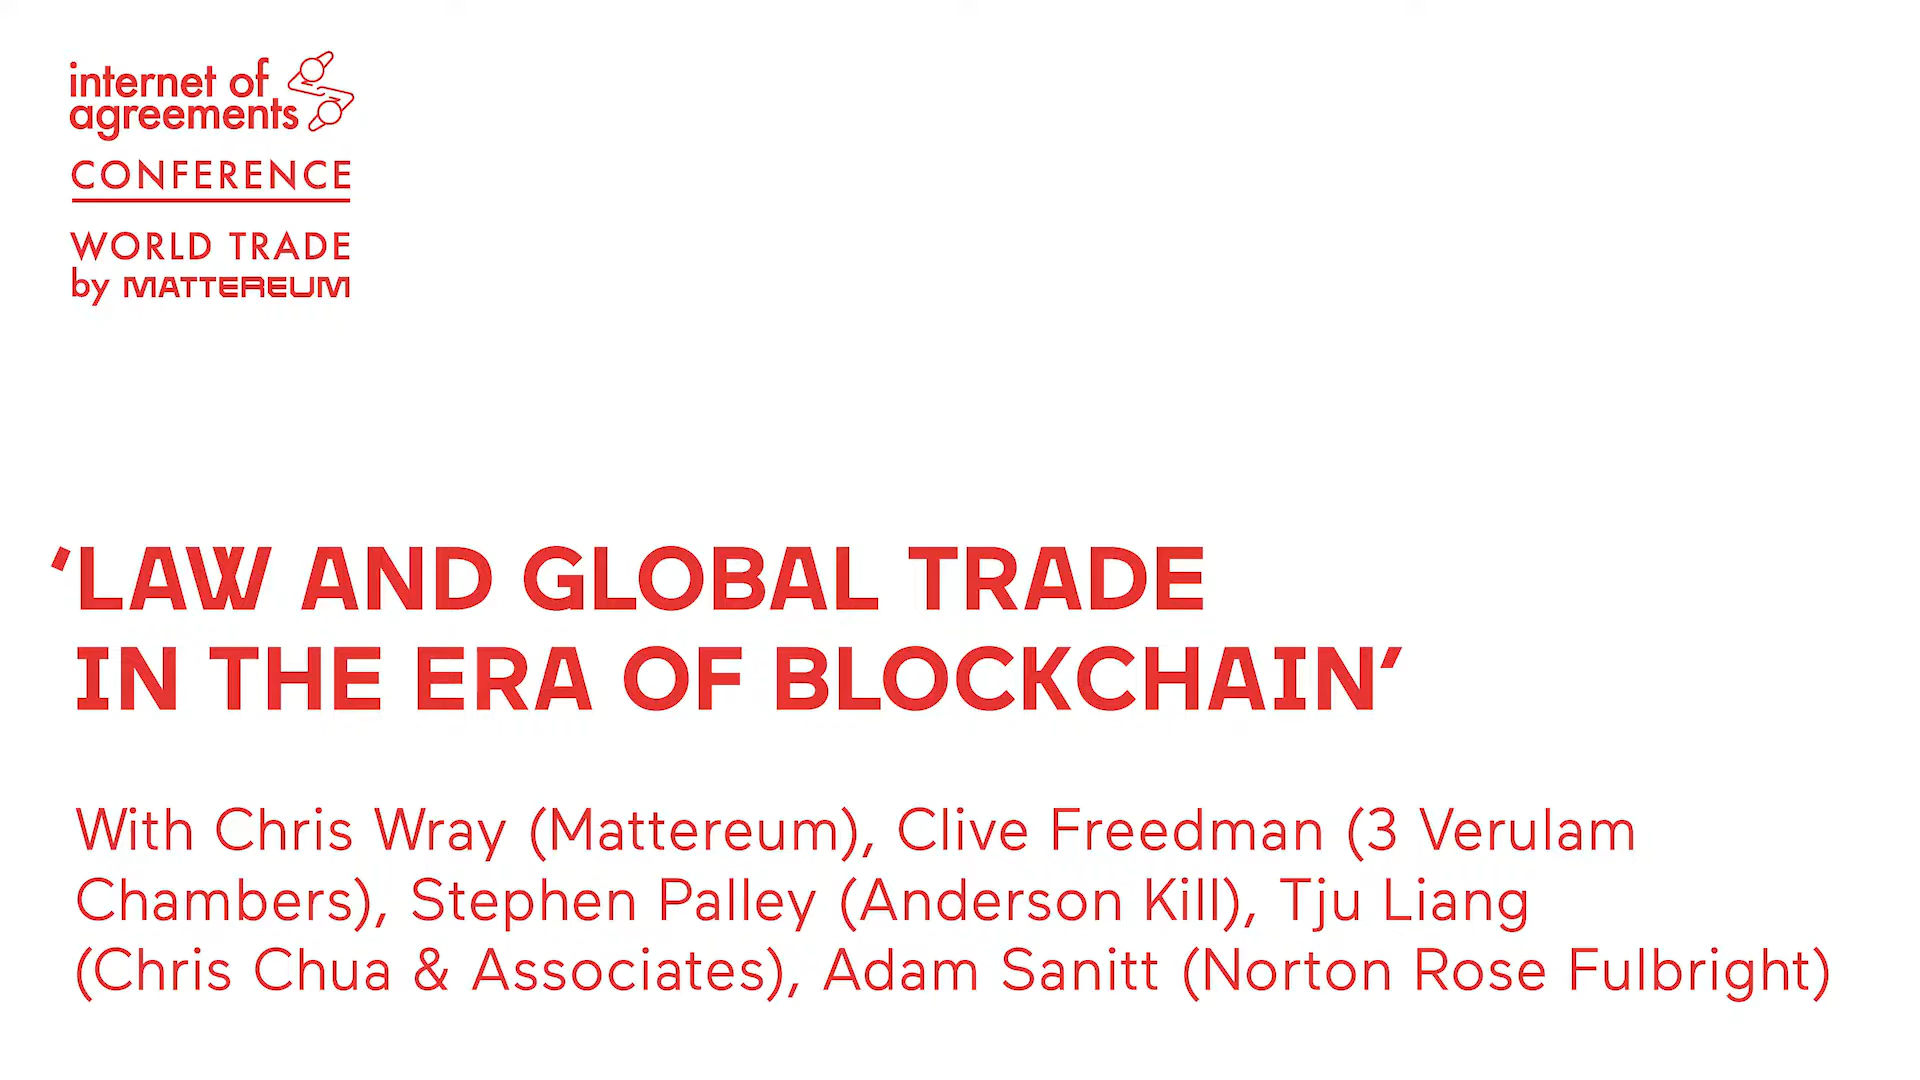 internet of
agreements
CONFERENCE
WORLD TRADE
by MATTEREUM
‘LAW AND GLOBAL TRADE
IN THE ERA OF BLOCKCHAIN’
With Chris Wray (Mattereum), Clive Freedman (3 Verulam
Chambers), Stephen Palley (Anderson Kill), Tju Liang
(Chris Chua & Associates), Adam Sanitt (Norton Rose Fulbright)